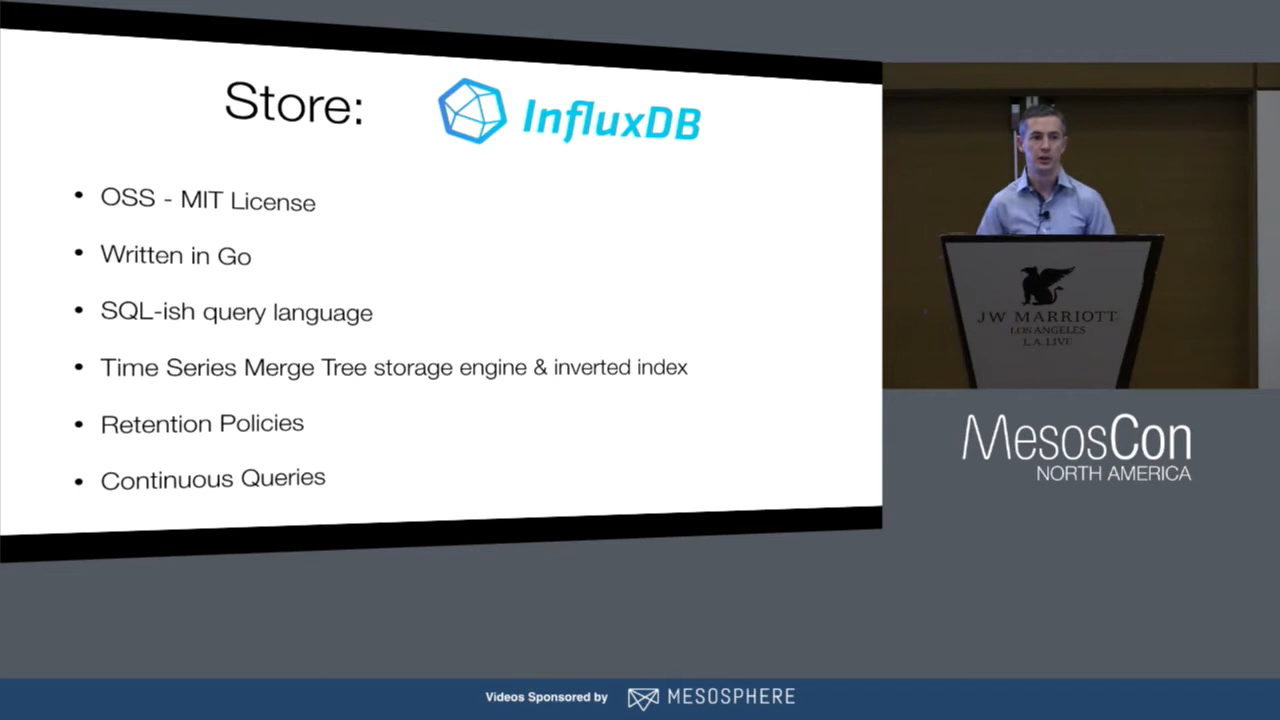 Store:
InfluxDB
• OSS - MIT License
• Written in Go
• SQL-ish query language
• Time Series Merge Tree storage engine & inverted index
• Retention Policies
• Continuous Queries
JW MARRIOTT
LOS ANGELES
L.A. LIVE
MesosCon
NORTH AMERICA
Videos Sponsored by
MESOSPHERE